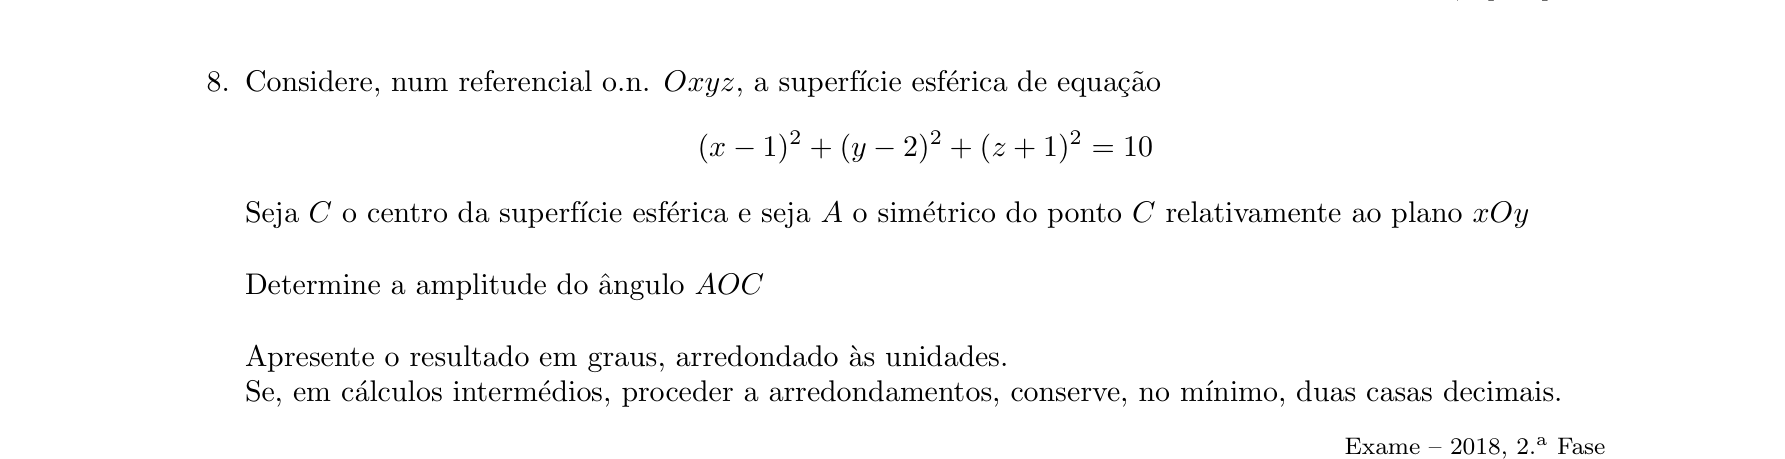 8. Considere, num referencial o.n. Oxyz, a superfície esférica de equação
(x − 1)² + (y − 2)² + (z + 1)² = 10
Seja C o centro da superfície esférica e seja A o simétrico do ponto C relativamente ao plano xOy
Determine a amplitude do ângulo AOC
Apresente o resultado em graus, arredondado às unidades.
Se, em cálculos intermédios, proceder a arredondamentos, conserve, no mínimo, duas casas decimais.
Exame – 2018, 2.ª Fase